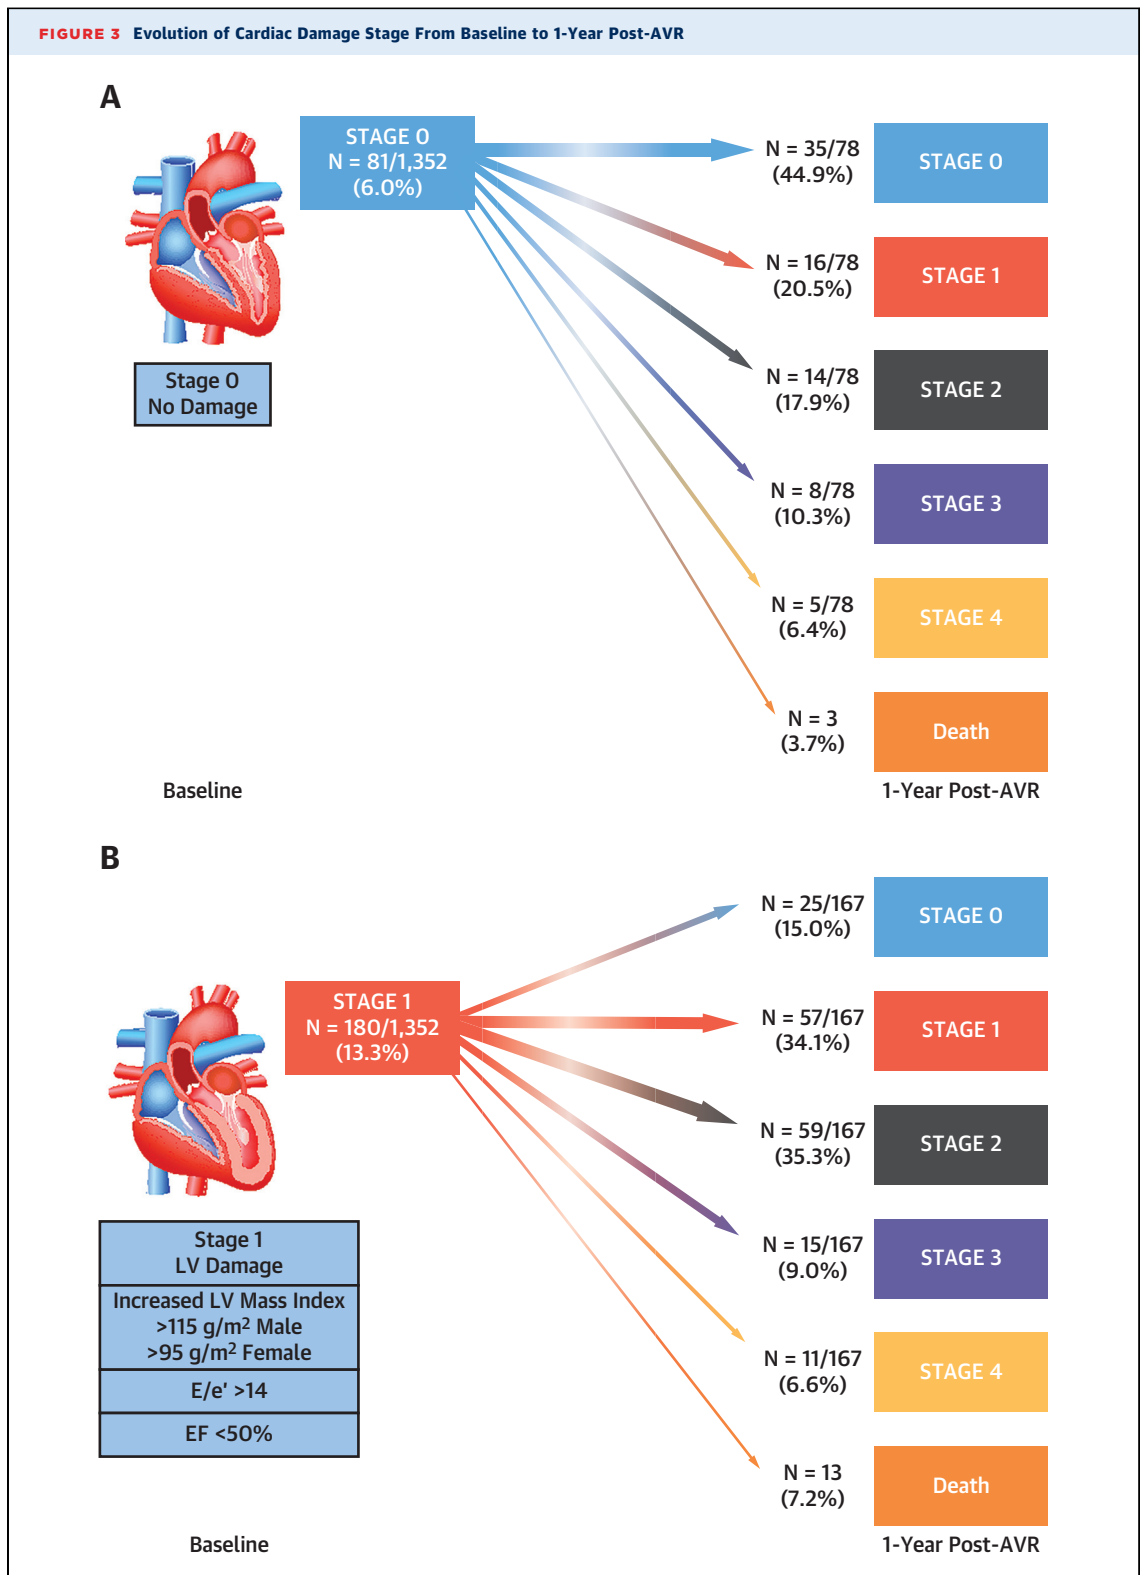 FIGURE 3 Evolution of Cardiac Damage Stage From Baseline to 1-Year Post-AVR
A
STAGE 0
N = 81/1,352
(6.0%)
Stage 0
No Damage
N = 35/78
(44.9%)
STAGE 0
N = 16/78
(20.5%)
STAGE 1
N = 14/78
(17.9%)
STAGE 2
N = 8/78
(10.3%)
STAGE 3
N = 5/78
(6.4%)
STAGE 4
N = 3
(3.7%)
Death
Baseline
1-Year Post-AVR
B
STAGE 1
N = 180/1,352
(13.3%)
Stage 1
LV Damage
Increased LV Mass Index
>115 g/m² Male
>95 g/m² Female
E/e' >14
EF <50%
N = 25/167
(15.0%)
STAGE 0
N = 57/167
(34.1%)
STAGE 1
N = 59/167
(35.3%)
STAGE 2
N = 15/167
(9.0%)
STAGE 3
N = 11/167
(6.6%)
STAGE 4
N = 13
(7.2%)
Death
Baseline
1-Year Post-AVR